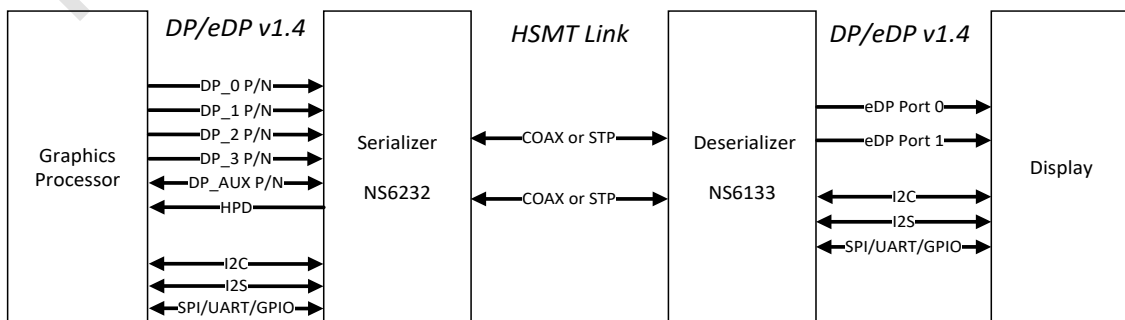 DP/eDP v1.4
HSMT Link
DP/eDP v1.4
Graphics
Processor
DP_0 P/N
DP_1 P/N
DP_2 P/N
DP_3 P/N
DP_AUX P/N
HPD
I2C
I2S
SPI/UART/GPIO
Serializer
NS6232
COAX or STP
COAX or STP
Deserializer
NS6133
eDP Port 0
eDP Port 1
I2C
I2S
SPI/UART/GPIO
Display